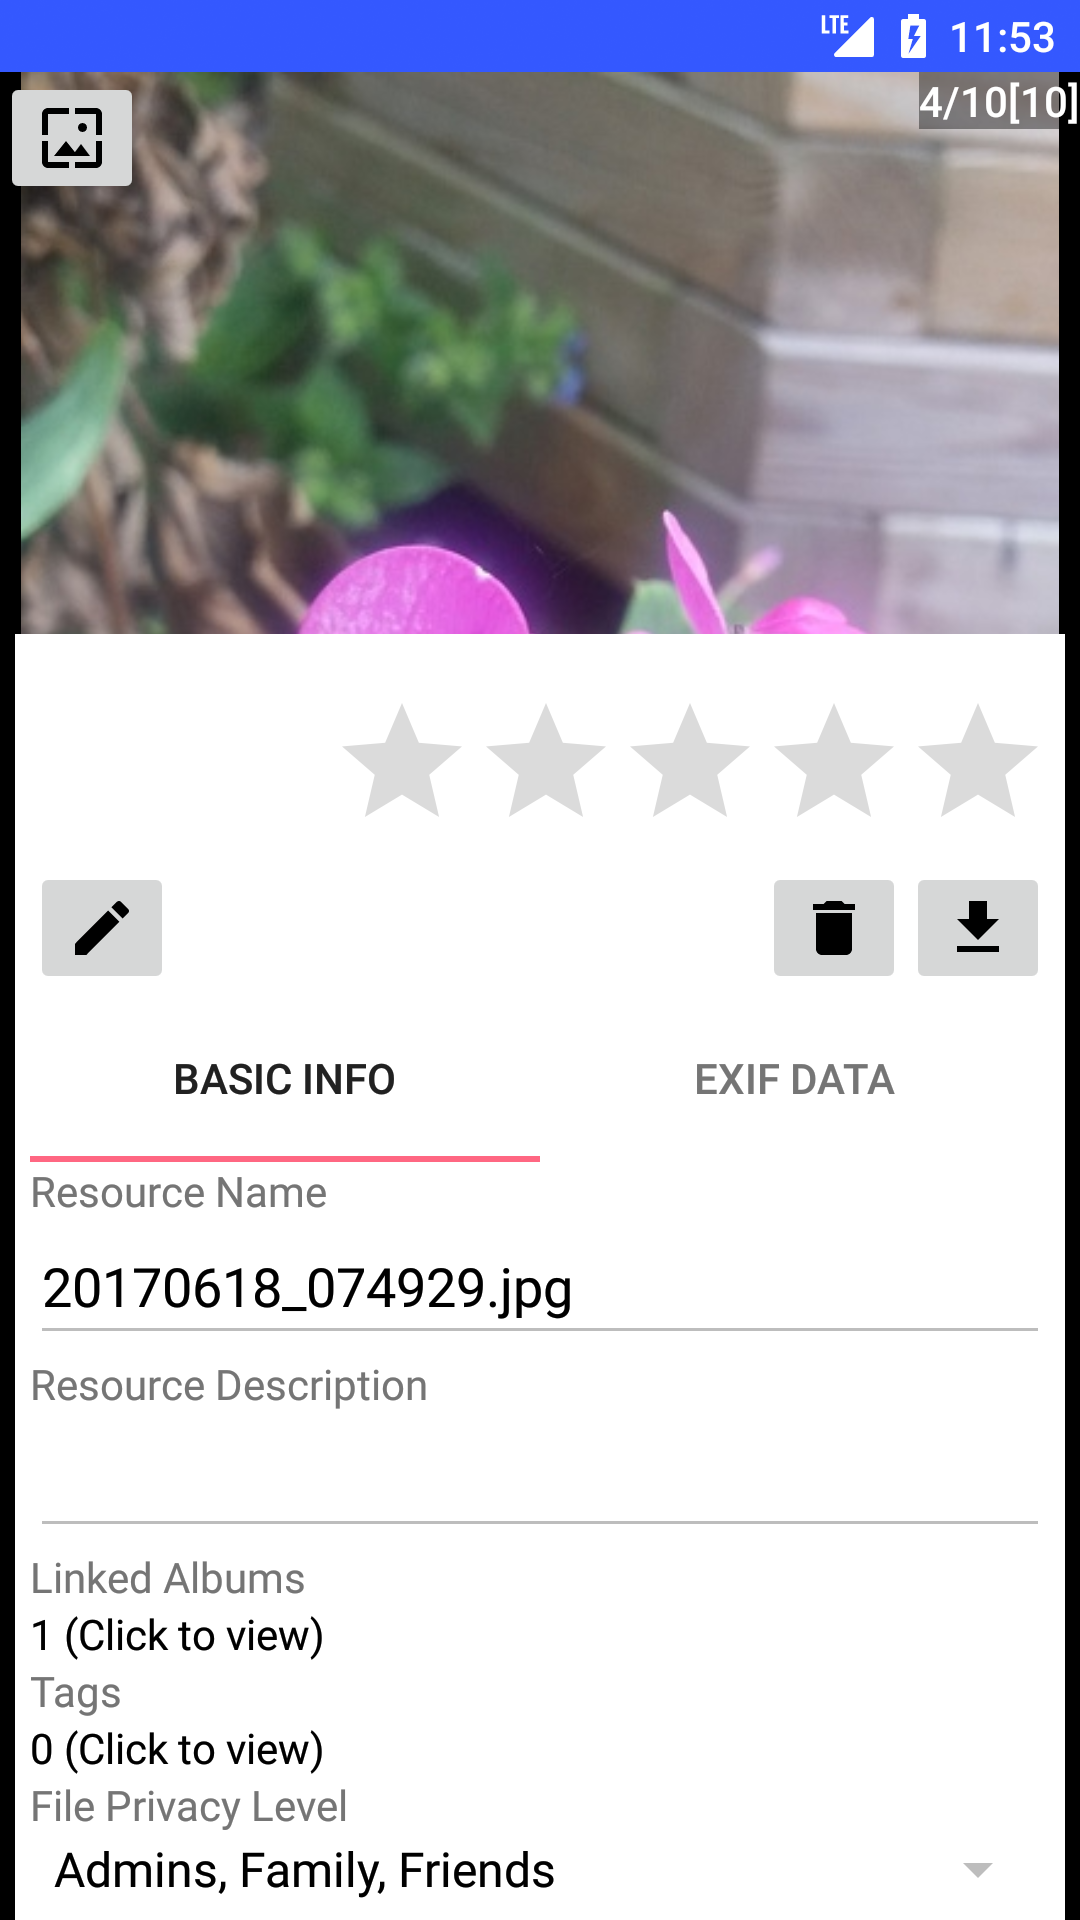 LTE 11:53
4/10[10]
BASIC INFO
EXIF DATA
Resource Name
20170618_074929.jpg
Resource Description
Linked Albums
1 (Click to view)
Tags
0 (Click to view)
File Privacy Level
Admins, Family, Friends